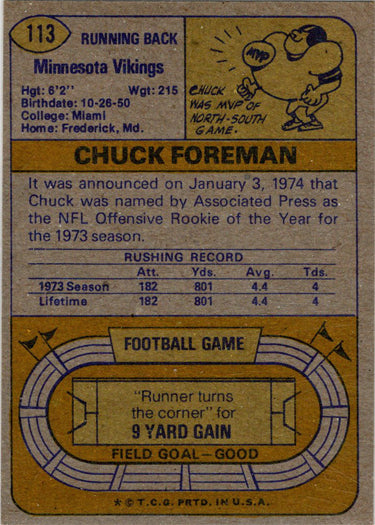 113
RUNNING BACK
Minnesota Vikings
Hgt: 6'2'' Wgt: 215
Birthdate: 10-26-50
College: Miami
Home: Frederick, Md.
MVP
CHUCK
WAS MVP OF
NORTH-SOUTH
GAME.
CHUCK FOREMAN
It was announced on January 3, 1974 that
Chuck was named by Associated Press as
the NFL Offensive Rookie of the Year for
the 1973 season.
RUSHING RECORD
Att. Yds. Avg. Tds.
1973 Season 182 801 4.4 4
Lifetime 182 801 4.4 4
FOOTBALL GAME
"Runner turns
the corner" for
9 YARD GAIN
FIELD GOAL—GOOD
* © T.C.G. PRTD. IN U.S.A.